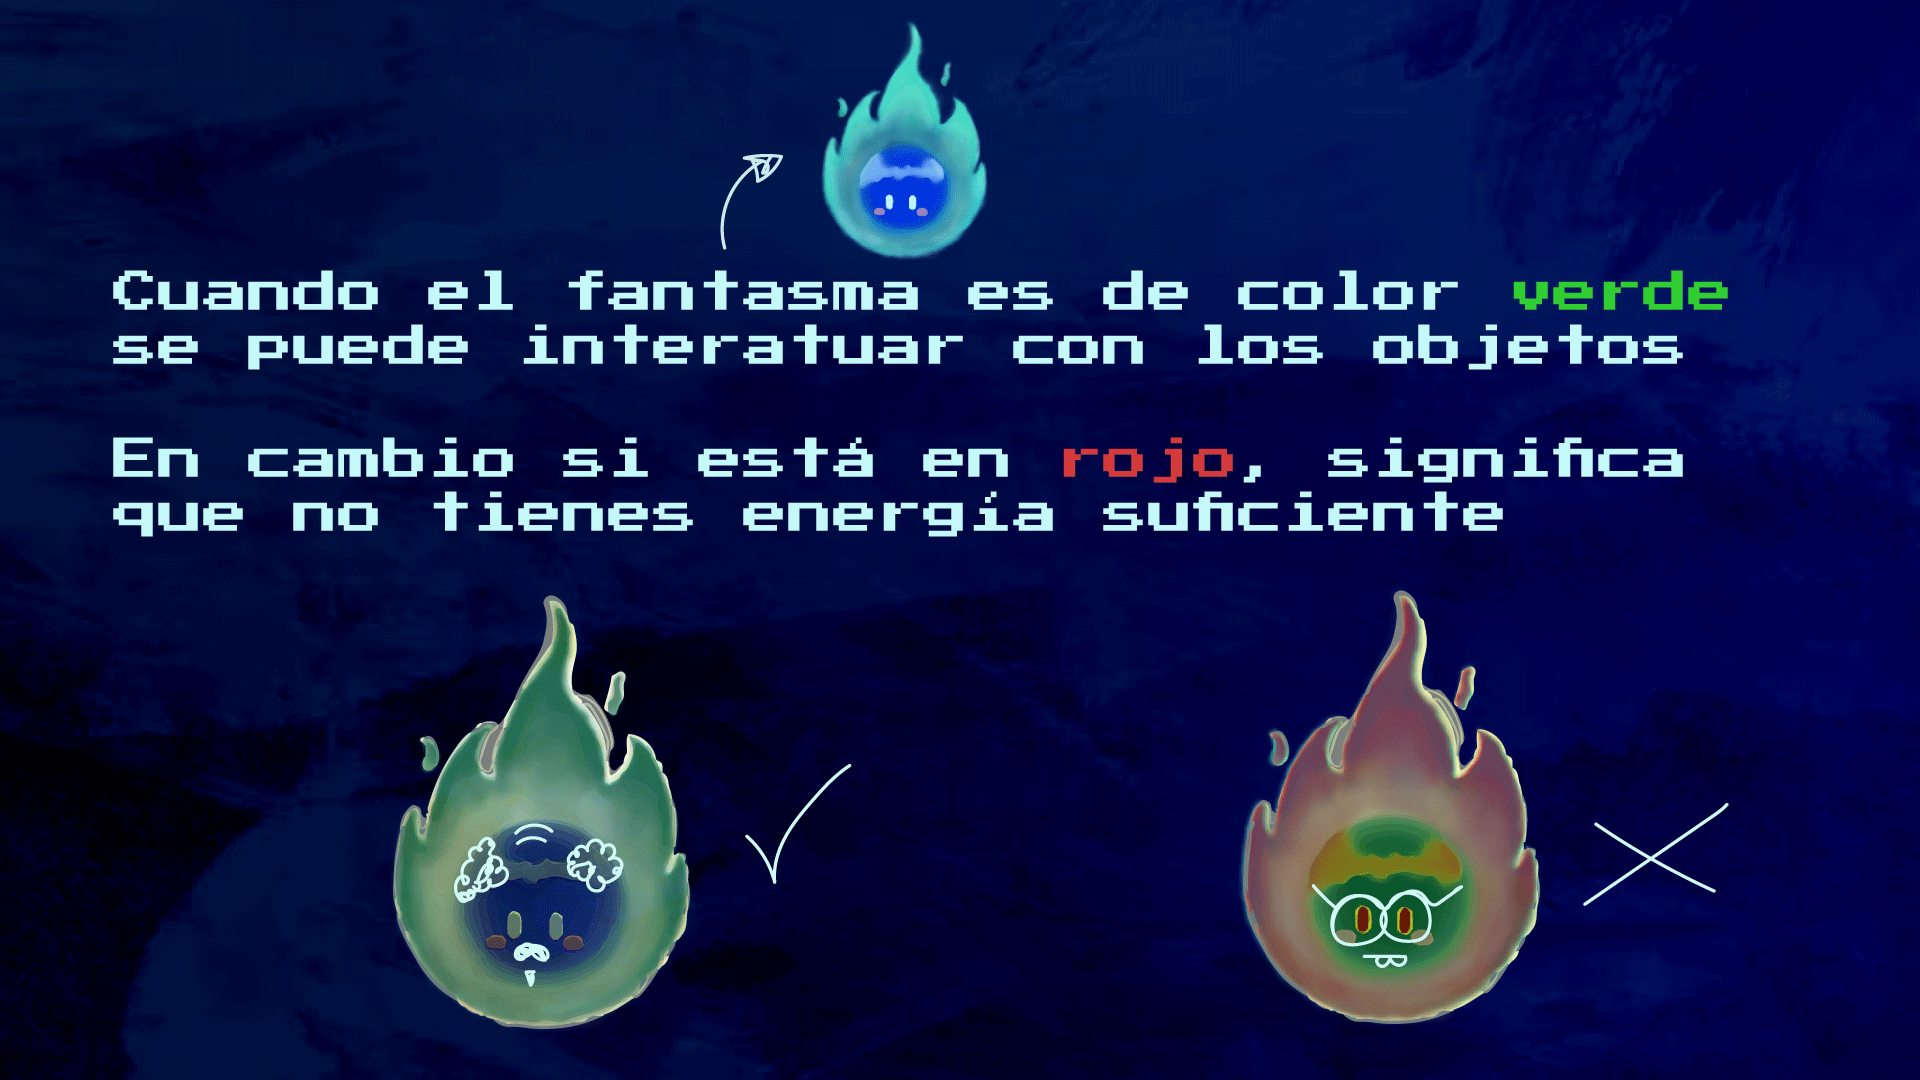 Cuando el fantasma es de color verde
se puede interatuar con los objetos
En cambio si está en rojo, significa
que no tienes energía suficiente